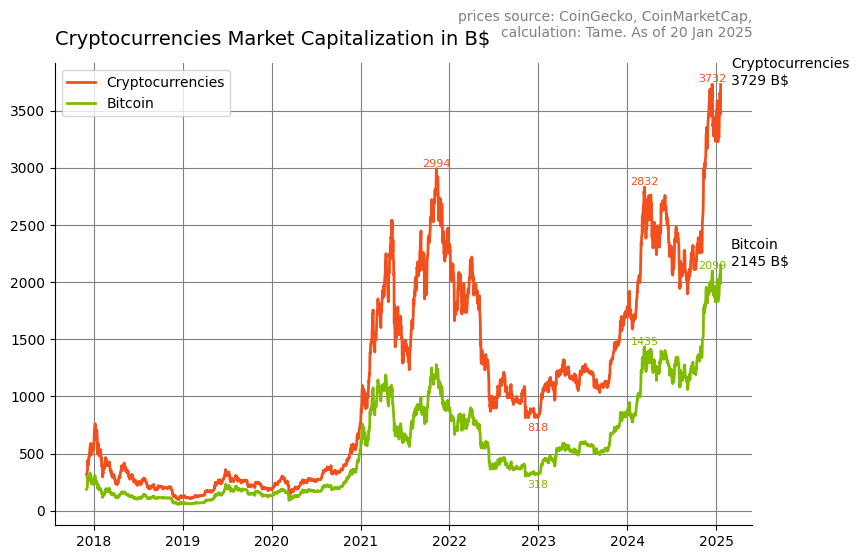 prices source: CoinGecko, CoinMarketCap,
calculation: Tame. As of 20 Jan 2025
Cryptocurrencies Market Capitalization in B$
Cryptocurrencies
3729 B$
Cryptocurrencies
Bitcoin
3732
2994
2832
Bitcoin
2145 B$
2099
1435
818
318
3500
3000
2500
2000
1500
1000
500
0
2018 2019 2020 2021 2022 2023 2024 2025